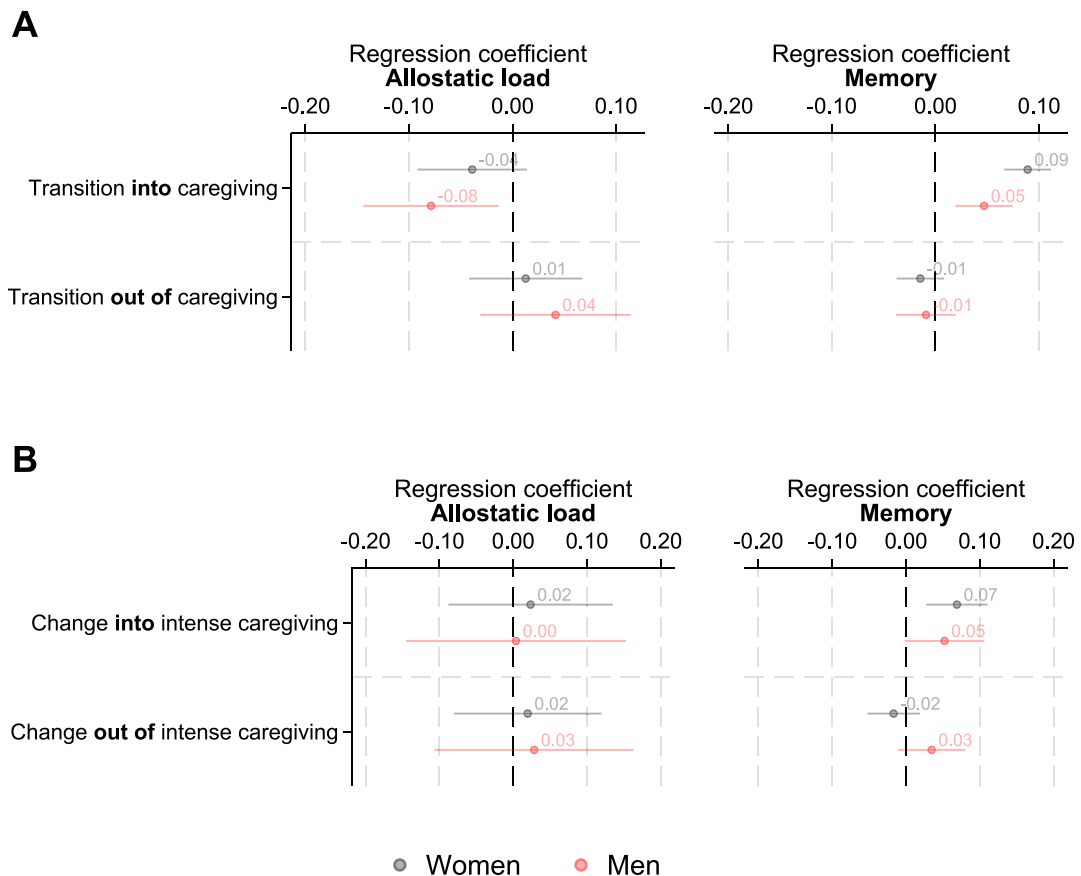 A
Regression coefficient
Allostatic load
Regression coefficient
Memory
-0.20 -0.10 0.00 0.10
-0.20 -0.10 0.00 0.10
Transition into caregiving
-0.04
-0.08
0.09
0.05
Transition out of caregiving
0.01
0.04
-0.01
-0.01
B
Regression coefficient
Allostatic load
Regression coefficient
Memory
-0.20 -0.10 0.00 0.10 0.20
-0.20 -0.10 0.00 0.10 0.20
Change into intense caregiving
0.02
0.00
0.07
0.05
Change out of intense caregiving
0.02
0.03
-0.02
0.03
Women Men